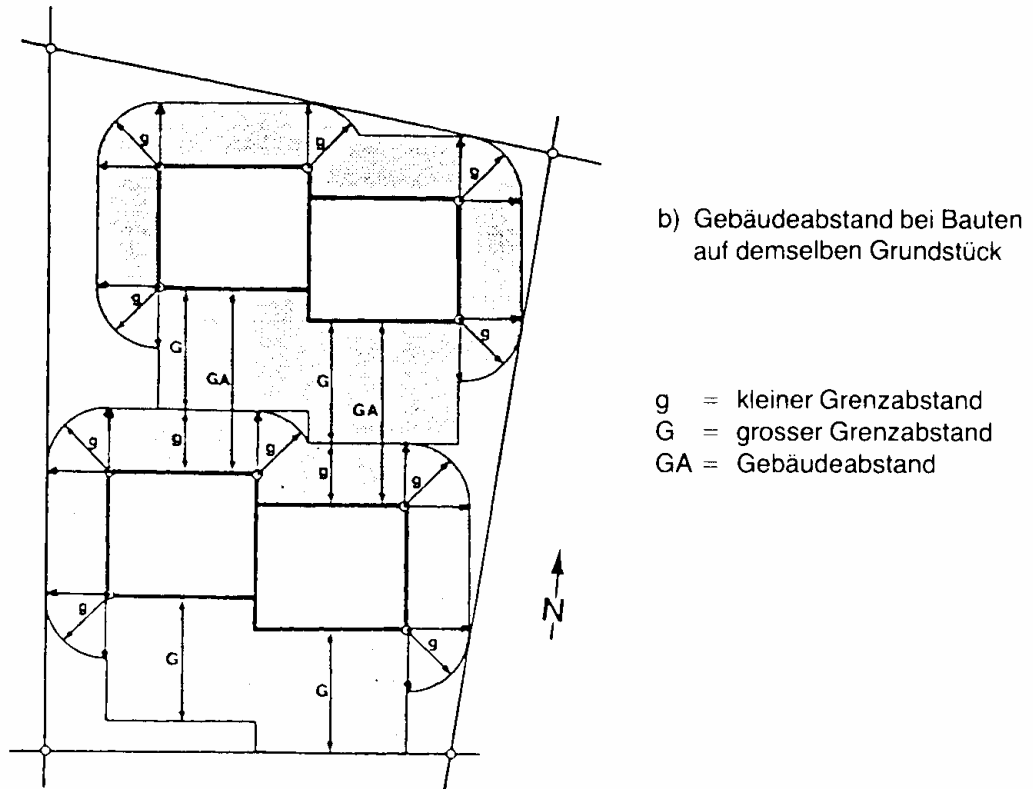 b) Gebäudeabstand bei Bauten
auf demselben Grundstück
g = kleiner Grenzabstand
G = grosser Grenzabstand
GA = Gebäudeabstand
g
g
g
g
g
g
G
GA
G
GA
g
g
g
g
g
g
g
G
G
N